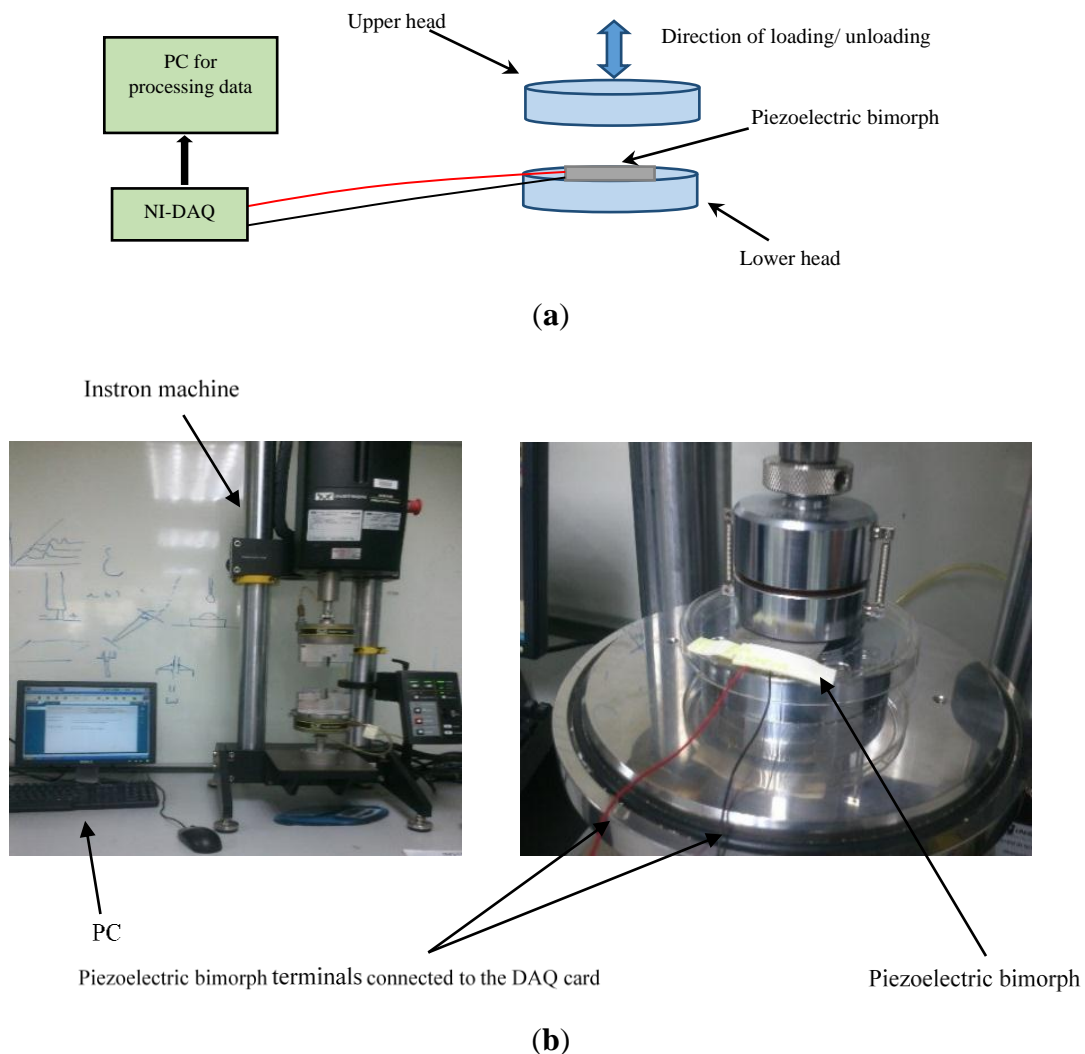 Upper head
Direction of loading/ unloading
PC for
processing data
Piezoelectric bimorph
NI-DAQ
Lower head
(a)
Instron machine
PC
Piezoelectric bimorph terminals connected to the DAQ card
Piezoelectric bimorph
(b)